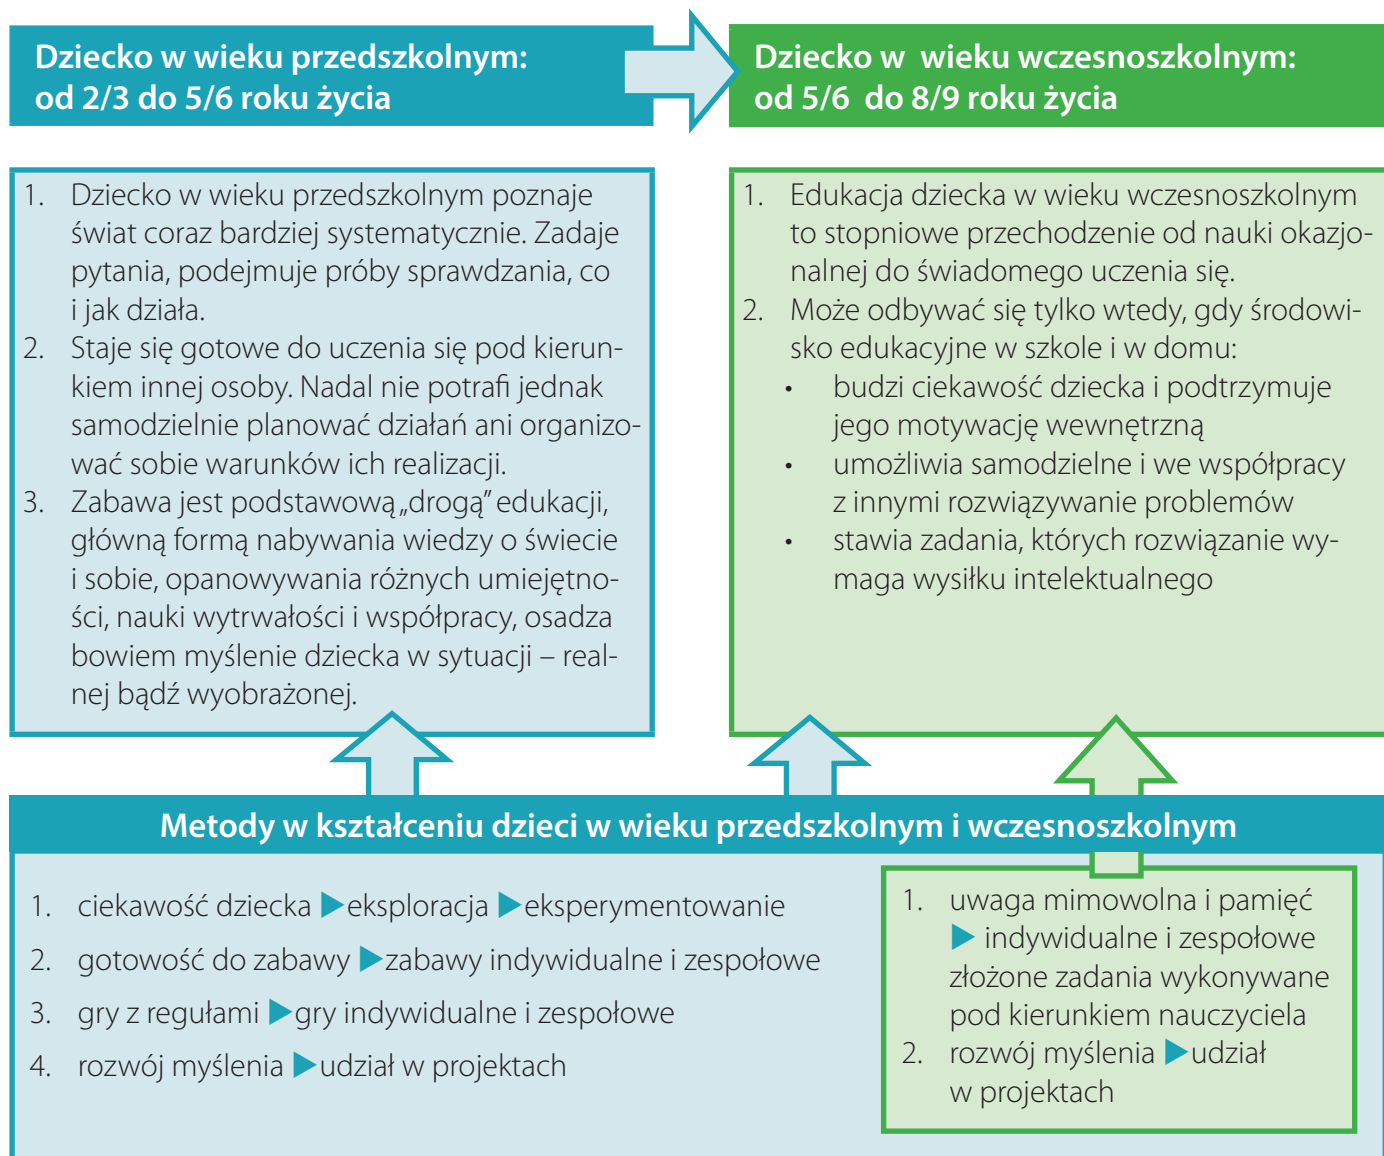 Dziecko w wieku przedszkolnym:
od 2/3 do 5/6 roku życia
Dziecko w wieku wczesnoszkolnym:
od 5/6 do 8/9 roku życia
1. Dziecko w wieku przedszkolnym poznaje
świat coraz bardziej systematycznie. Zadaje
pytania, podejmuje próby sprawdzania, co
i jak działa.
2. Staje się gotowe do uczenia się pod kierun-
kiem innej osoby. Nadal nie potrafi jednak
samodzielnie planować działań ani organizo-
wać sobie warunków ich realizacji.
3. Zabawa jest podstawową „drogą” edukacji,
główną formą nabywania wiedzy o świecie
i sobie, opanowywania różnych umiejętno-
ści, nauki wytrwałości i współpracy, osadza
bowiem myślenie dziecka w sytuacji – real-
nej bądź wyobrażonej.
1. Edukacja dziecka w wieku wczesnoszkolnym
to stopniowe przechodzenie od nauki okazjo-
nalnej do świadomego uczenia się.
2. Może odbywać się tylko wtedy, gdy środowi-
sko edukacyjne w szkole i w domu:
• budzi ciekawość dziecka i podtrzymuje
jego motywację wewnętrzną
• umożliwia samodzielne i we współpracy
z innymi rozwiązywanie problemów
• stawia zadania, których rozwiązanie wy-
maga wysiłku intelektualnego
Metody w kształceniu dzieci w wieku przedszkolnym i wczesnoszkolnym
1. ciekawość dziecka ▶ eksploracja ▶ eksperymentowanie
2. gotowość do zabawy ▶ zabawy indywidualne i zespołowe
3. gry z regułami ▶ gry indywidualne i zespołowe
4. rozwój myślenia ▶ udział w projektach
1. uwaga mimowolna i pamięć
▶ indywidualne i zespołowe
złożone zadania wykonywane
pod kierunkiem nauczyciela
2. rozwój myślenia ▶ udział
w projektach